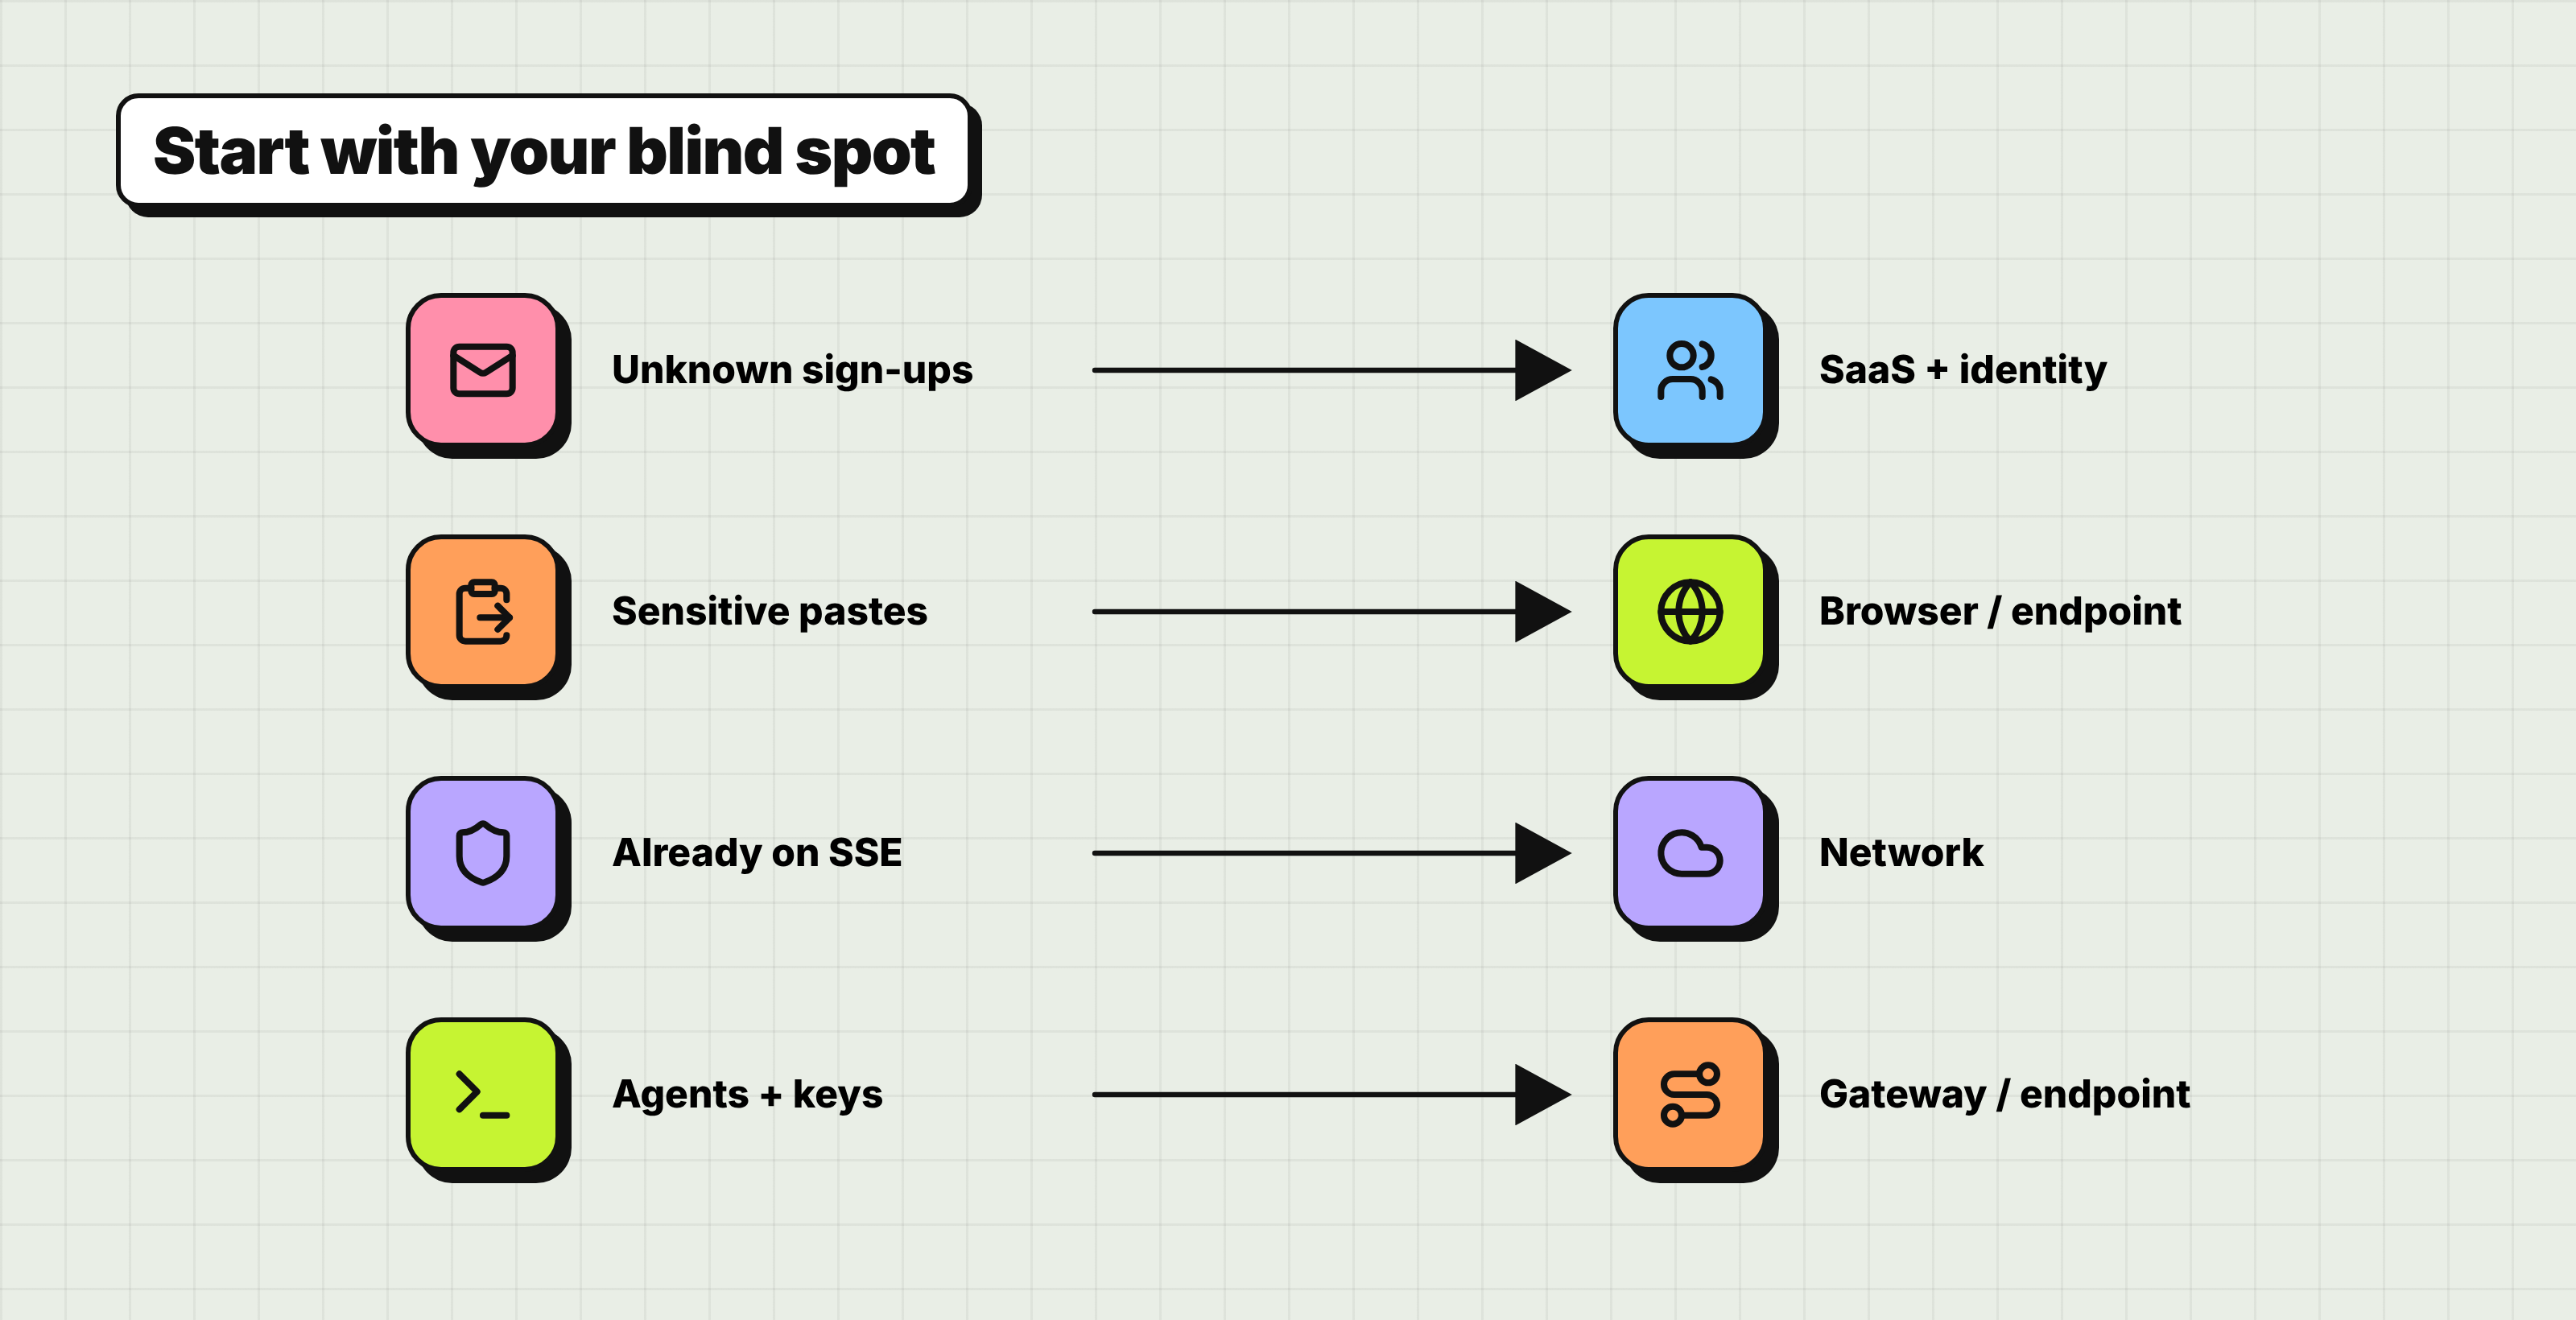 Start with your blind spot
Unknown sign-ups
SaaS + identity
Sensitive pastes
Browser / endpoint
Already on SSE
Network
Agents + keys
Gateway / endpoint